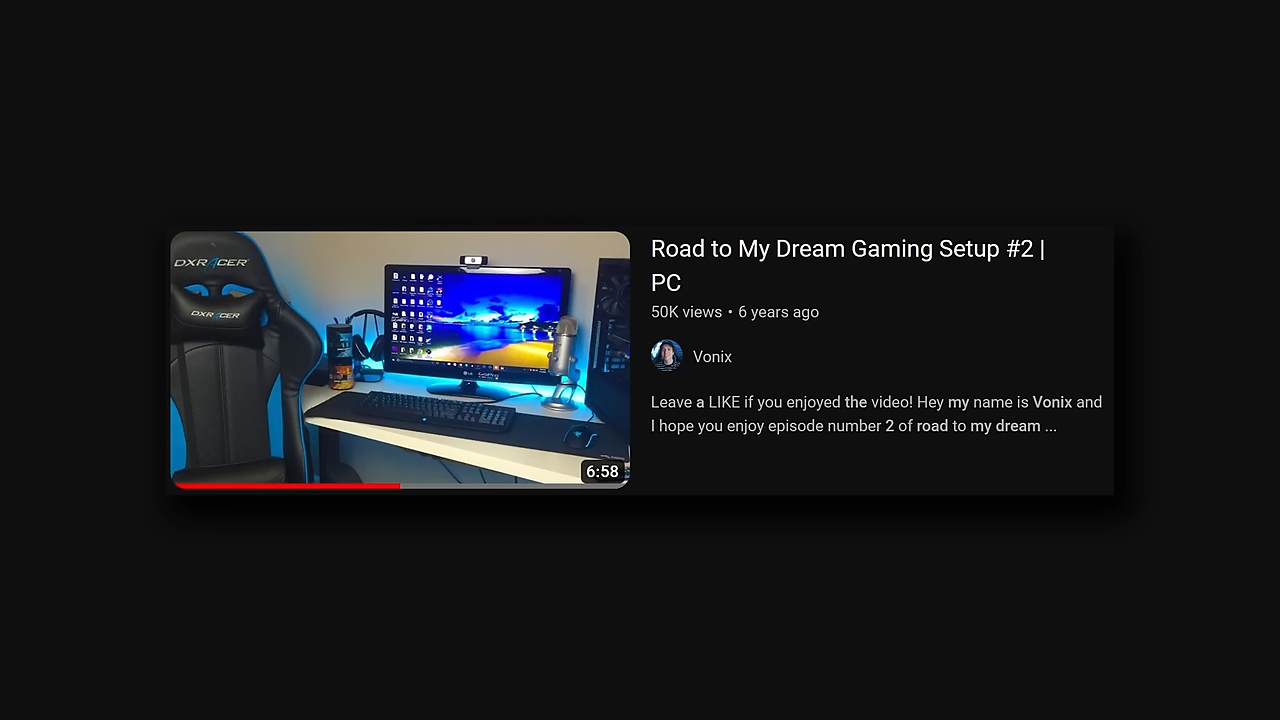 DXRACER
DXRACER
LG
GoPro
6:58
Road to My Dream Gaming Setup #2 |
PC
50K views • 6 years ago
Vonix
Leave a LIKE if you enjoyed the video! Hey my name is Vonix and
I hope you enjoy episode number 2 of road to my dream ...